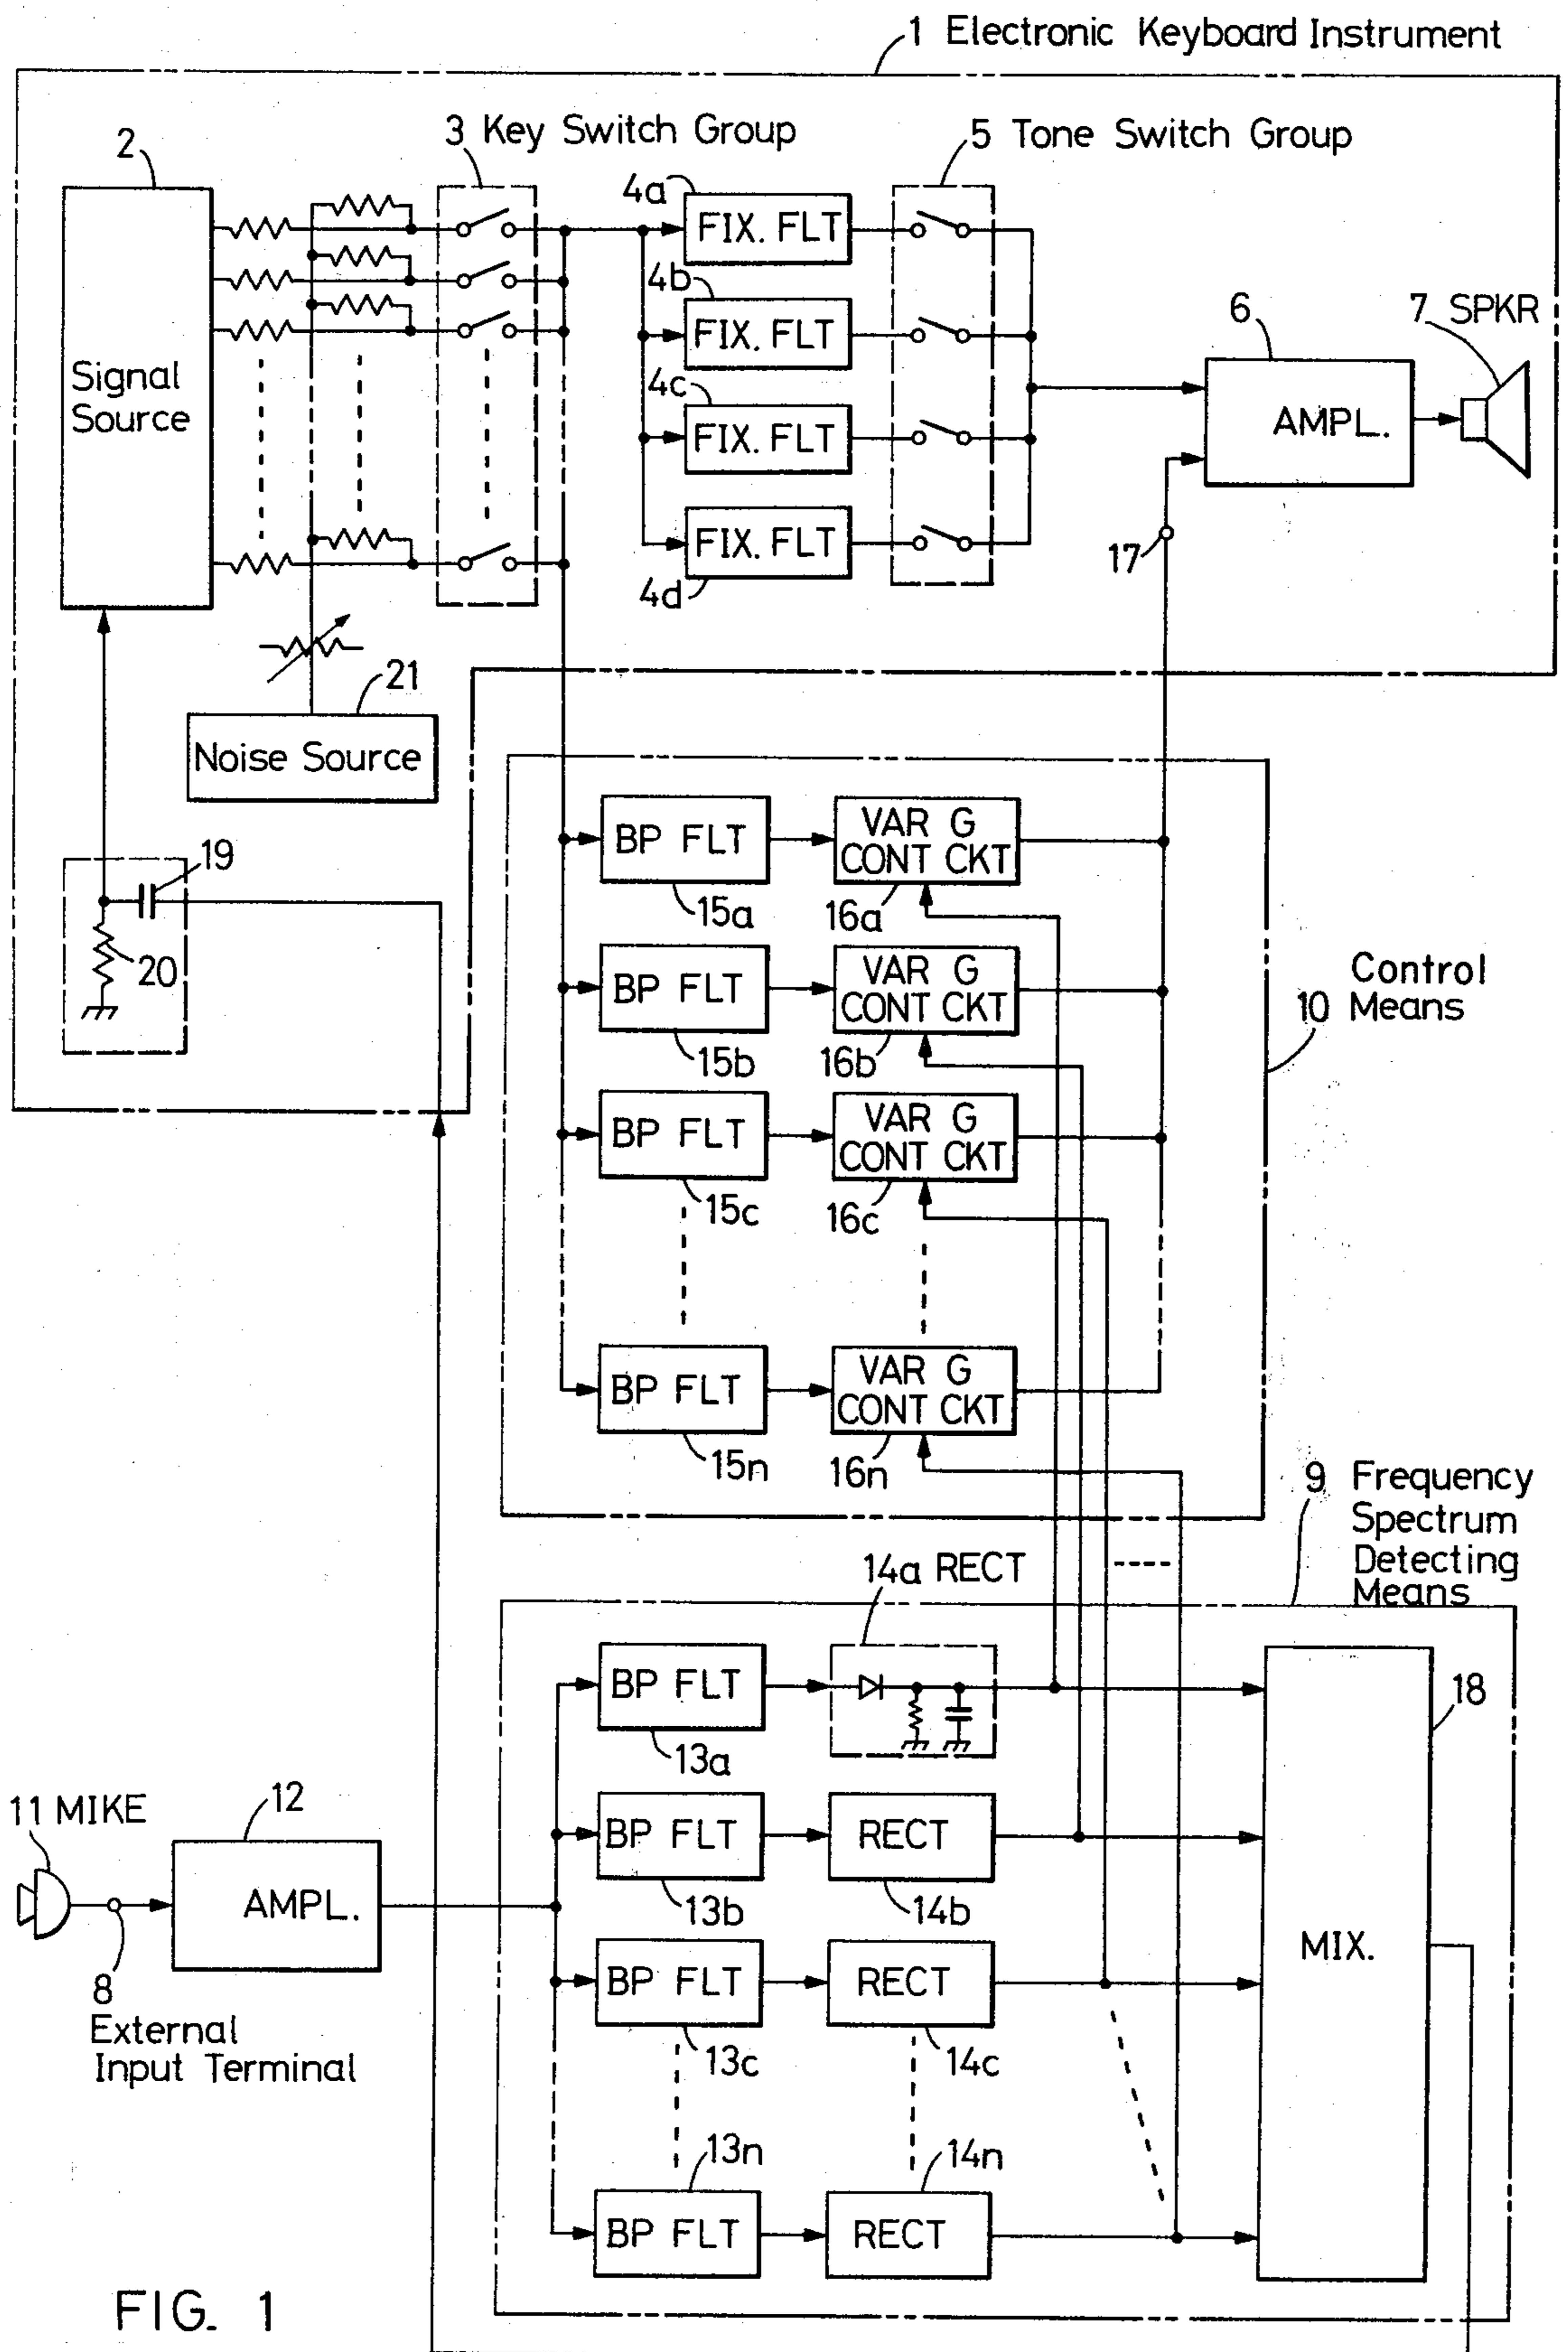 1 Electronic Keyboard Instrument
2
3 Key Switch Group
5 Tone Switch Group
4a
FIX. FLT
4b
FIX. FLT
4c
FIX. FLT
FIX. FLT
4d
Signal
Source
6
AMPL.
7 SPKR
17
21
Noise Source
19
20
BP FLT
15a
VAR G
CONT CKT
16a
BP FLT
15b
VAR G
CONT CKT
16b
BP FLT
15c
VAR G
CONT CKT
16c
BP FLT
15n
VAR G
CONT CKT
16n
Control
10 Means
9 Frequency
Spectrum
Detecting
Means
14a RECT
BP FLT
13a
18
11 MIKE
12
AMPL.
8
External
Input Terminal
BP FLT
13b
RECT
14b
BP FLT
13c
RECT
14c
13n
BP FLT
14n
RECT
MIX.
FIG. 1